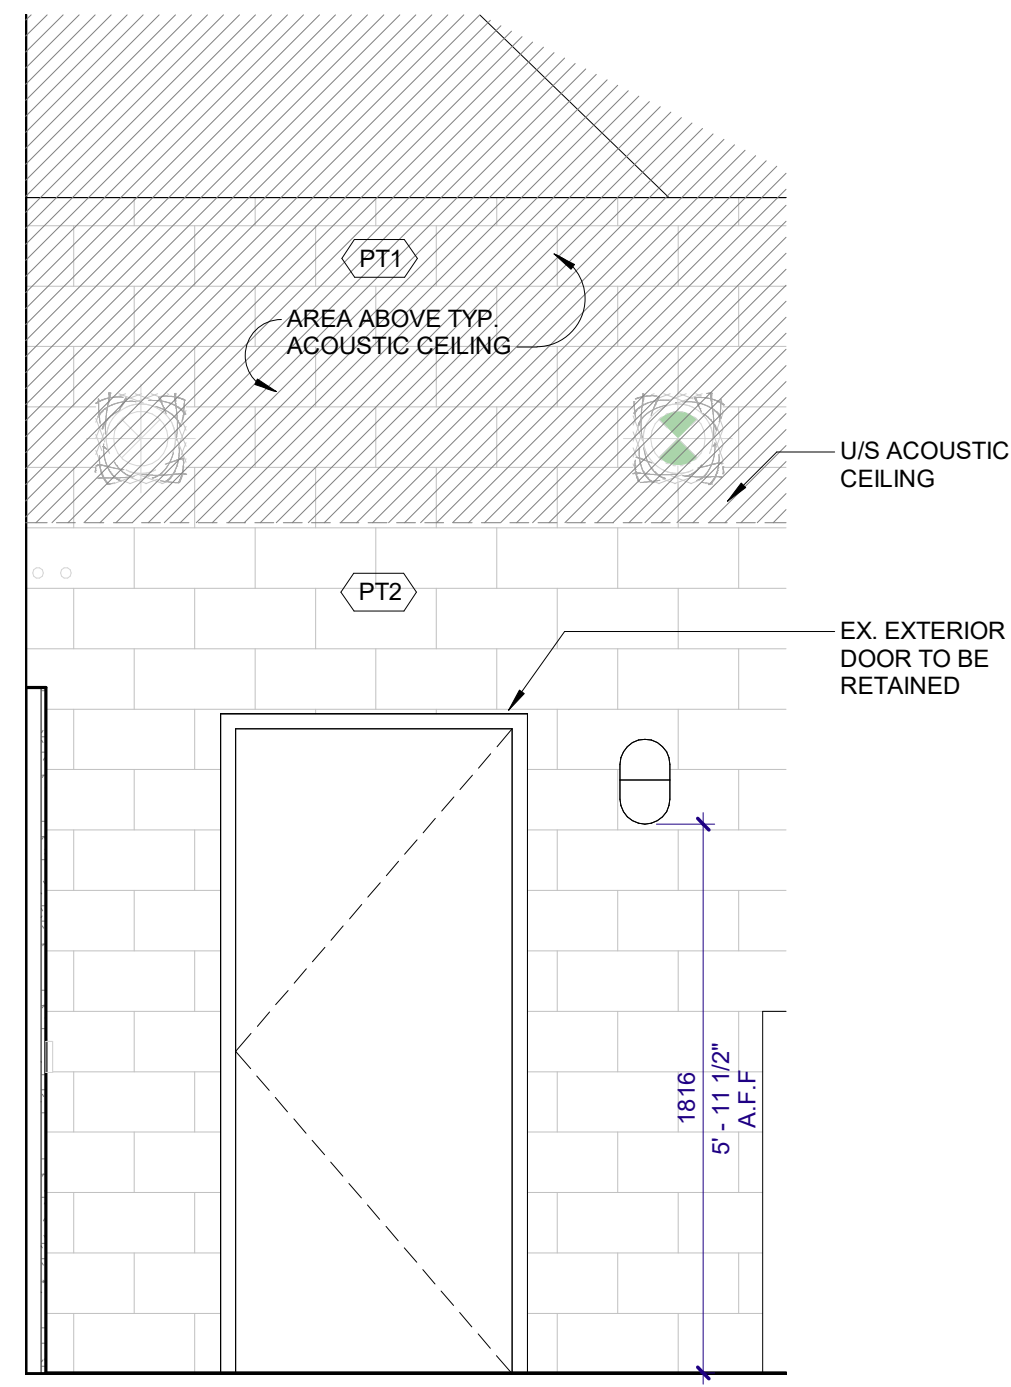 PT1
AREA ABOVE TYP.
ACOUSTIC CEILING
U/S ACOUSTIC
CEILING
PT2
EX. EXTERIOR
DOOR TO BE
RETAINED
1816
5' - 11 1/2"
A.F.F